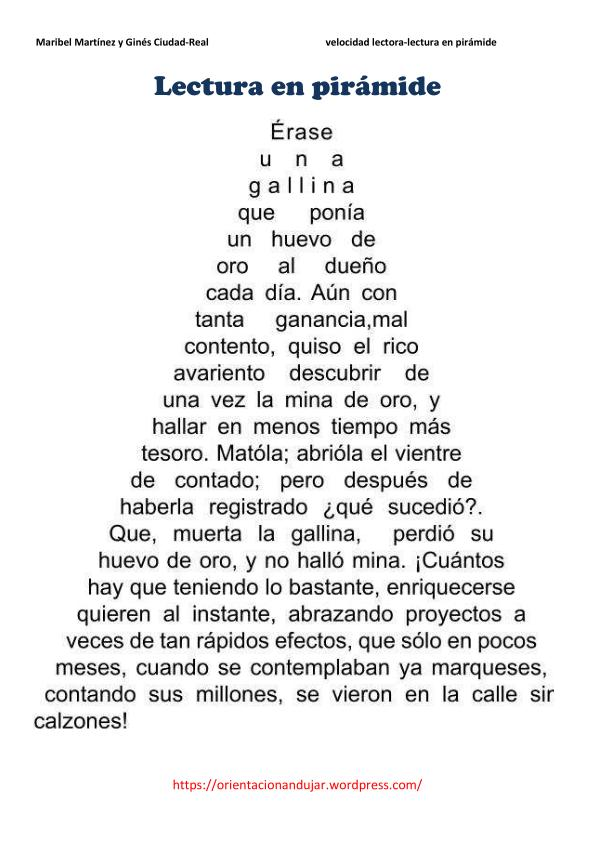 Maribel Martínez y Ginés Ciudad-Real velocidad lectora-lectura en pirámide
Lectura en pirámide
Érase
u n a
g a l l i n a
que ponía
un huevo de
oro al dueño
cada día. Aún con
tanta ganancia,mal
contento, quiso el rico
avariento descubrir de
una vez la mina de oro, y
hallar en menos tiempo más
tesoro. Matóla; abrióla el vientre
de contado; pero después de
haberla registrado ¿qué sucedió?.
Que, muerta la gallina, perdió su
huevo de oro, y no halló mina. ¡Cuántos
hay que teniendo lo bastante, enriquecerse
quieren al instante, abrazando proyectos a
veces de tan rápidos efectos, que sólo en pocos
meses, cuando se contemplaban ya marqueses,
contando sus millones, se vieron en la calle sin
calzones!
https://orientacionandujar.wordpress.com/